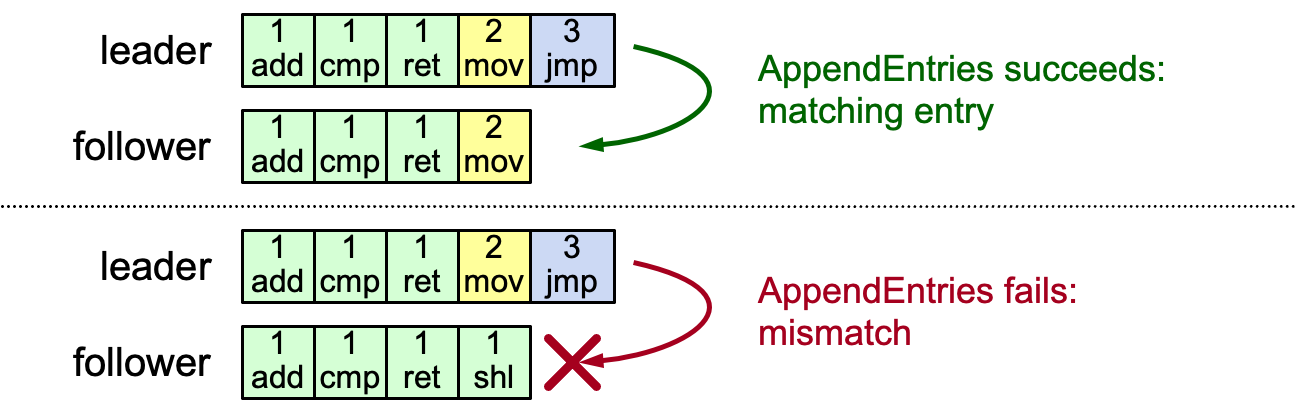 1 1 1 2 3
leader add cmp ret mov jmp
AppendEntries succeeds:
matching entry
1 1 1 2
follower add cmp ret mov
1 1 1 2 3
leader add cmp ret mov jmp
AppendEntries fails:
mismatch
1 1 1 1
follower add cmp ret shl